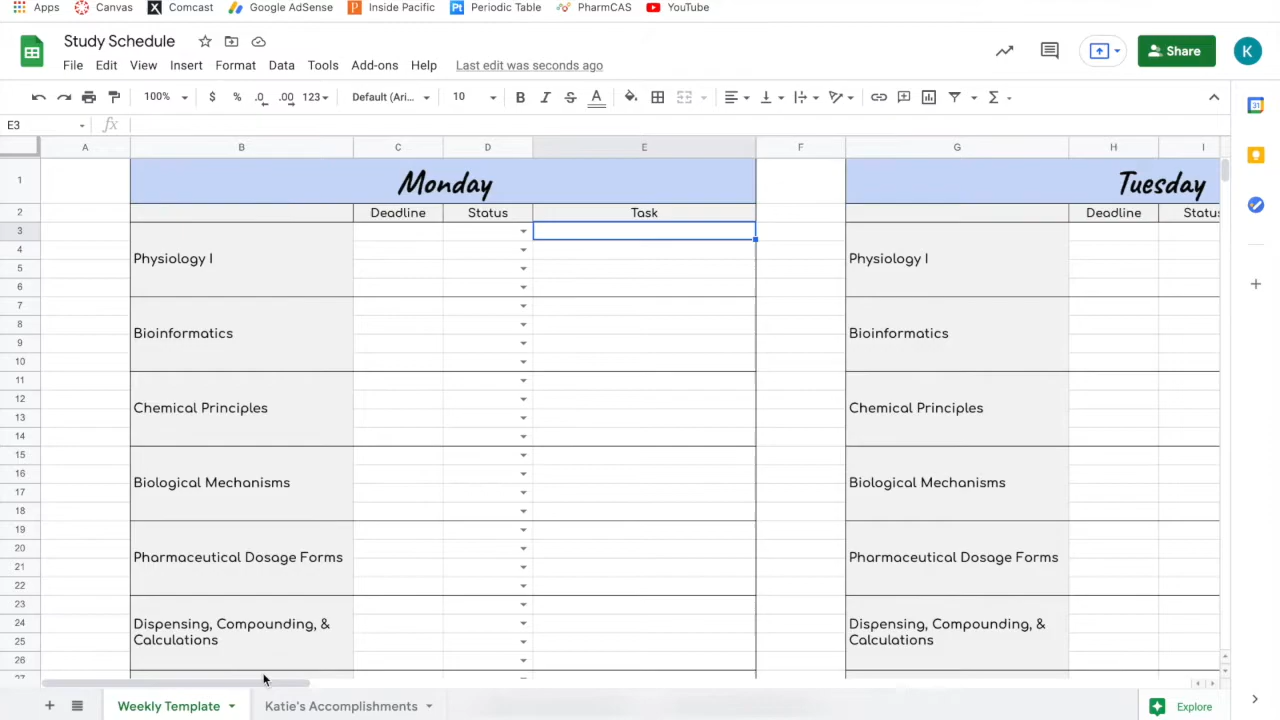 Apps Canvas Comcast Google AdSense Inside Pacific Periodic Table PharmCAS YouTube
Study Schedule
File Edit View Insert Format Data Tools Add-ons Help Last edit was seconds ago
Share
K
100% $ % .0 .00 123 Default (Ari... 10 B I S A
31
E3 fx
A B C D E F G H I
1 Monday Tuesday
2 Deadline Status Task Deadline Status
3
4
Physiology I Physiology I
5
6
7
8
Bioinformatics Bioinformatics
9
10
11
12
Chemical Principles Chemical Principles
13
14
15
16
Biological Mechanisms Biological Mechanisms
17
18
19
20
Pharmaceutical Dosage Forms Pharmaceutical Dosage Forms
21
22
23
24 Dispensing, Compounding, & Dispensing, Compounding, &
25 Calculations Calculations
26
27
Weekly Template Katie's Accomplishments Explore